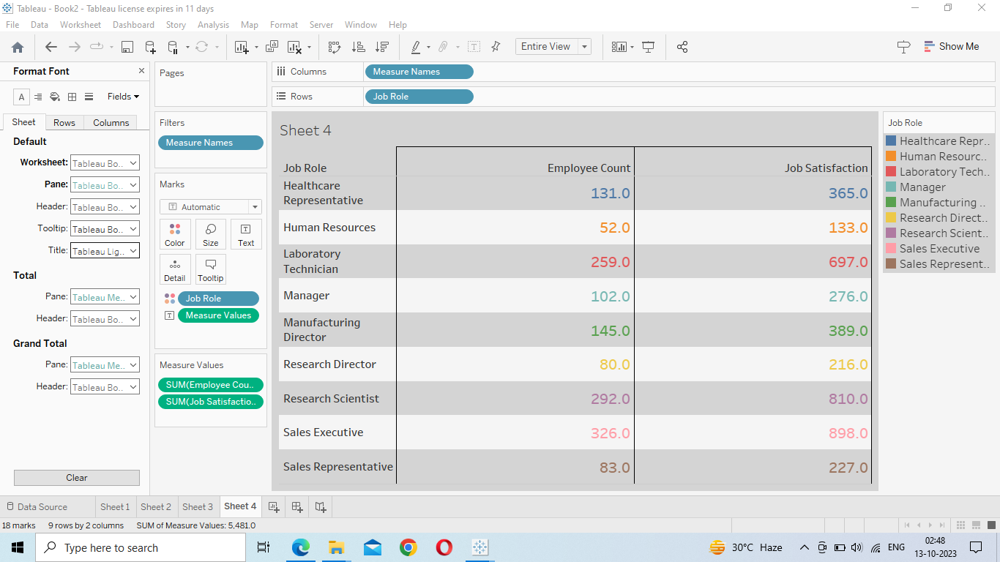 Tableau - Book2 - Tableau license expires in 11 days
File Data Worksheet Dashboard Story Analysis Map Format Server Window Help
Entire View
Show Me
Format Font
Fields
Sheet Rows Columns
Default
Worksheet: Tableau Bo..
Pane: Tableau Bo..
Header: Tableau Bo..
Tooltip: Tableau Bo..
Title: Tableau Lig..
Total
Pane: Tableau Me..
Header: Tableau Bo..
Grand Total
Pane: Tableau Me..
Header: Tableau Bo..
Clear
Pages
Filters
Measure Names
Marks
Automatic
Color Size Text
Detail Tooltip
Job Role
Measure Values
Measure Values
SUM(Employee Cou..
SUM(Job Satisfactio..
Columns Measure Names
Rows Job Role
Sheet 4
Job Role Employee Count Job Satisfaction
Healthcare
Representative 131.0 365.0
Human Resources 52.0 133.0
Laboratory
Technician 259.0 697.0
Manager 102.0 276.0
Manufacturing
Director 145.0 389.0
Research Director 80.0 216.0
Research Scientist 292.0 810.0
Sales Executive 326.0 898.0
Sales Representative 83.0 227.0
Job Role
Healthcare Repr..
Human Resourc..
Laboratory Tech..
Manager
Manufacturing ..
Research Direct..
Research Scient..
Sales Executive
Sales Represent..
Data Source Sheet 1 Sheet 2 Sheet 3 Sheet 4
18 marks 9 rows by 2 columns SUM of Measure Values: 5,481.0
Type here to search
30°C Haze
ENG
02:48
13-10-2023